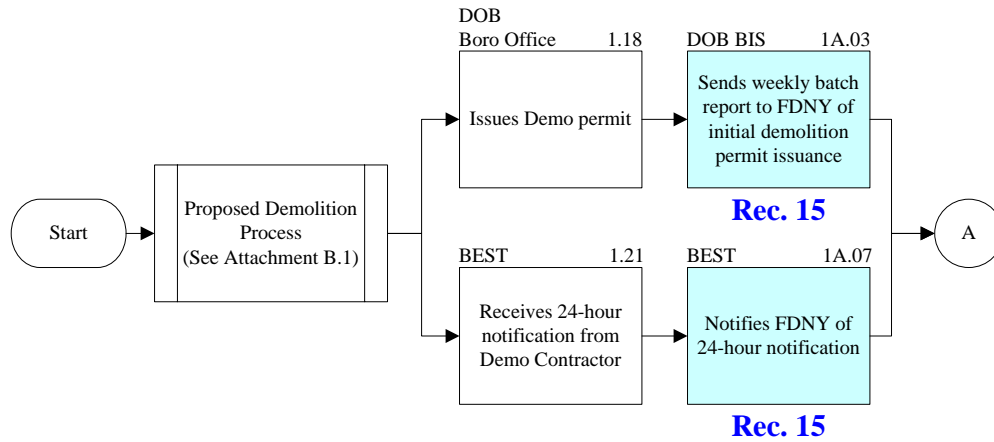 DOB
Boro Office 1.18
Issues Demo permit
DOB BIS 1A.03
Sends weekly batch
report to FDNY of
initial demolition
permit issuance
Rec. 15
Start
Proposed Demolition
Process
(See Attachment B.1)
A
BEST 1.21
Receives 24-hour
notification from
Demo Contractor
BEST 1A.07
Notifies FDNY of
24-hour notification
Rec. 15